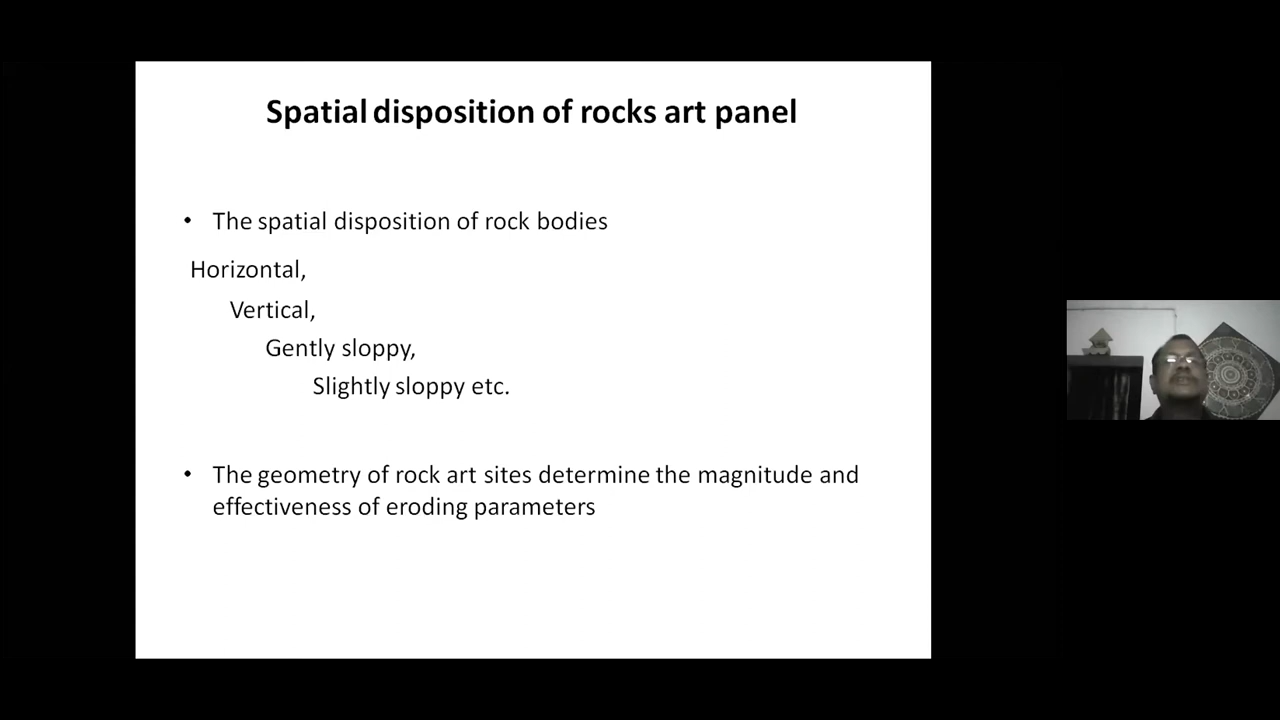 Spatial disposition of rocks art panel
• The spatial disposition of rock bodies
Horizontal,
Vertical,
Gently sloppy,
Slightly sloppy etc.
• The geometry of rock art sites determine the magnitude and
effectiveness of eroding parameters